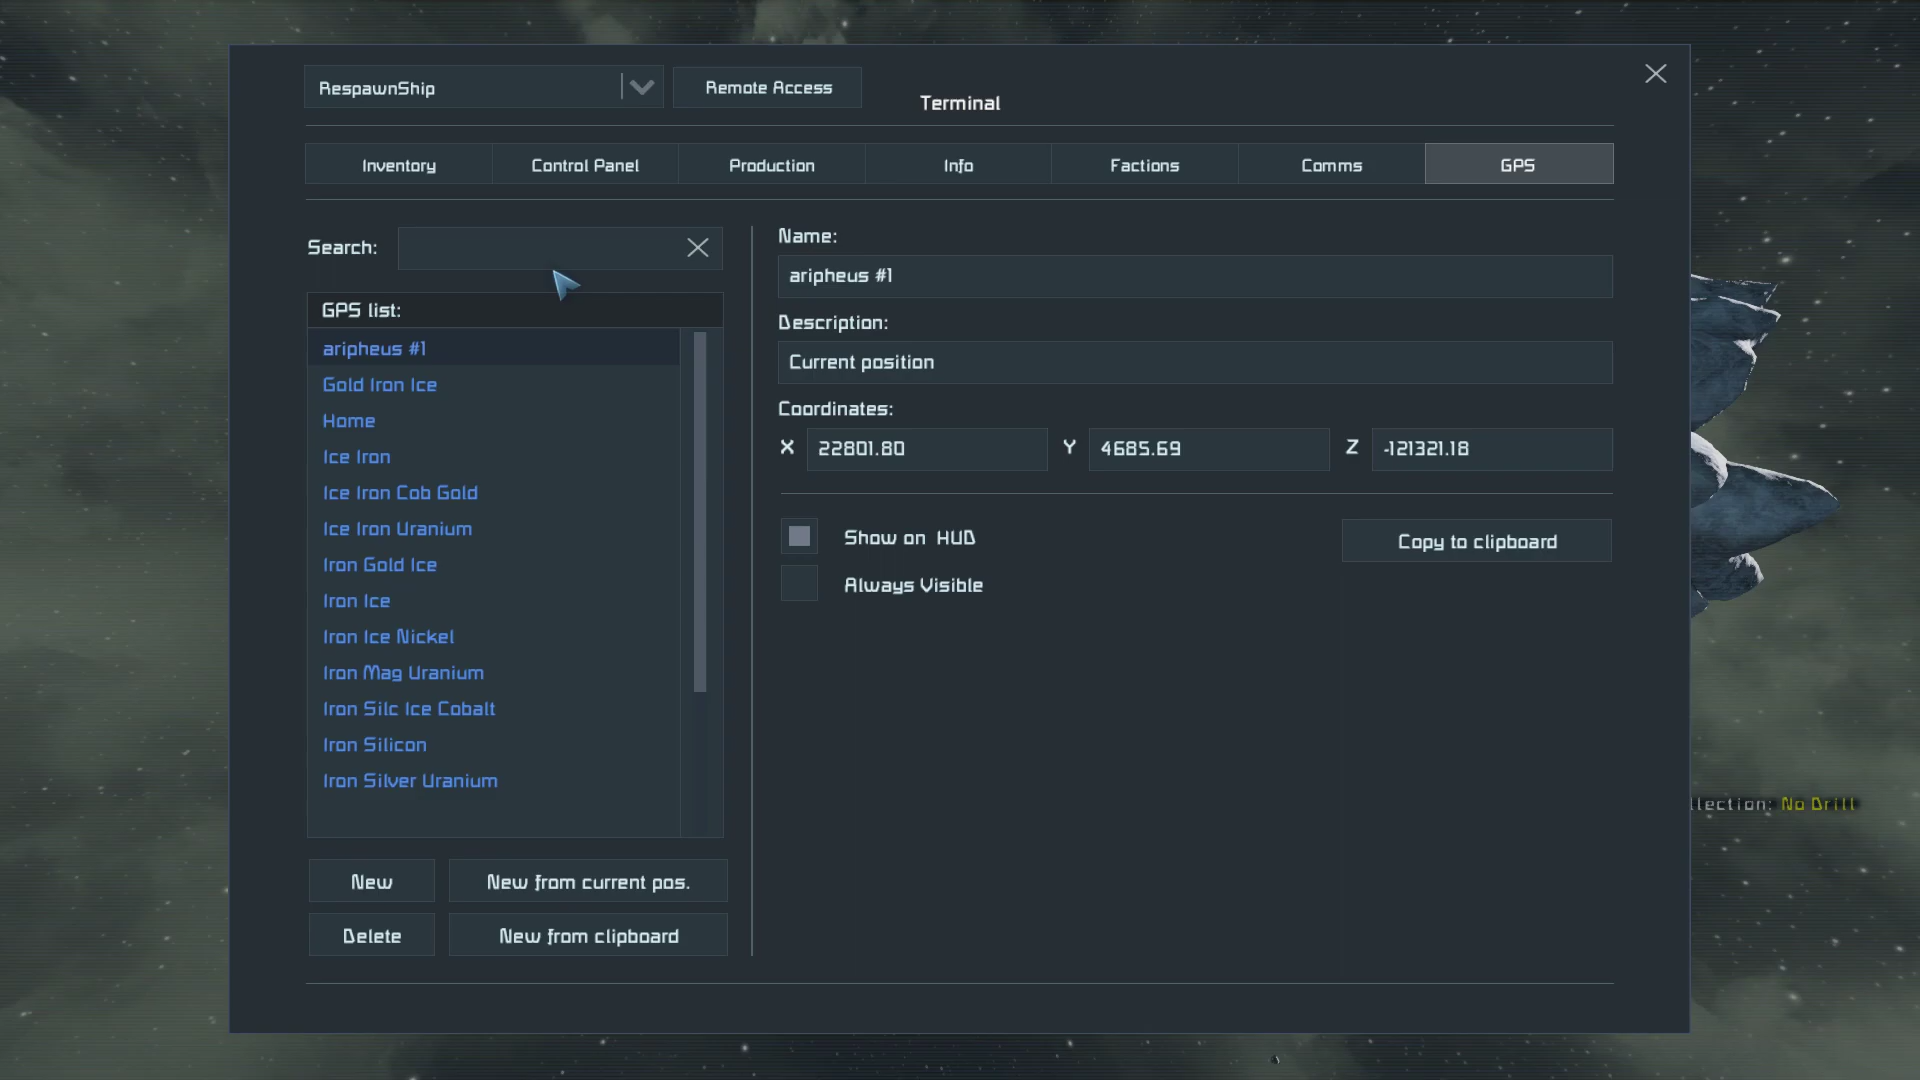 RespawnShip
Remote Access
Terminal
Inventory
Control Panel
Production
Info
Factions
Comms
GPS
Search:
GPS list:
aripheus #1
Gold Iron Ice
Home
Ice Iron
Ice Iron Cob Gold
Ice Iron Uranium
Iron Gold Ice
Iron Ice
Iron Ice Nickel
Iron Mag Uranium
Iron Silc Ice Cobalt
Iron Silicon
Iron Silver Uranium
New
New from current pos.
Delete
New from clipboard
Name:
aripheus #1
Description:
Current position
Coordinates:
X 22801.80 Y 4685.69 Z -121321.18
Show on HUD
Copy to clipboard
Always Visible
llection: No Drill